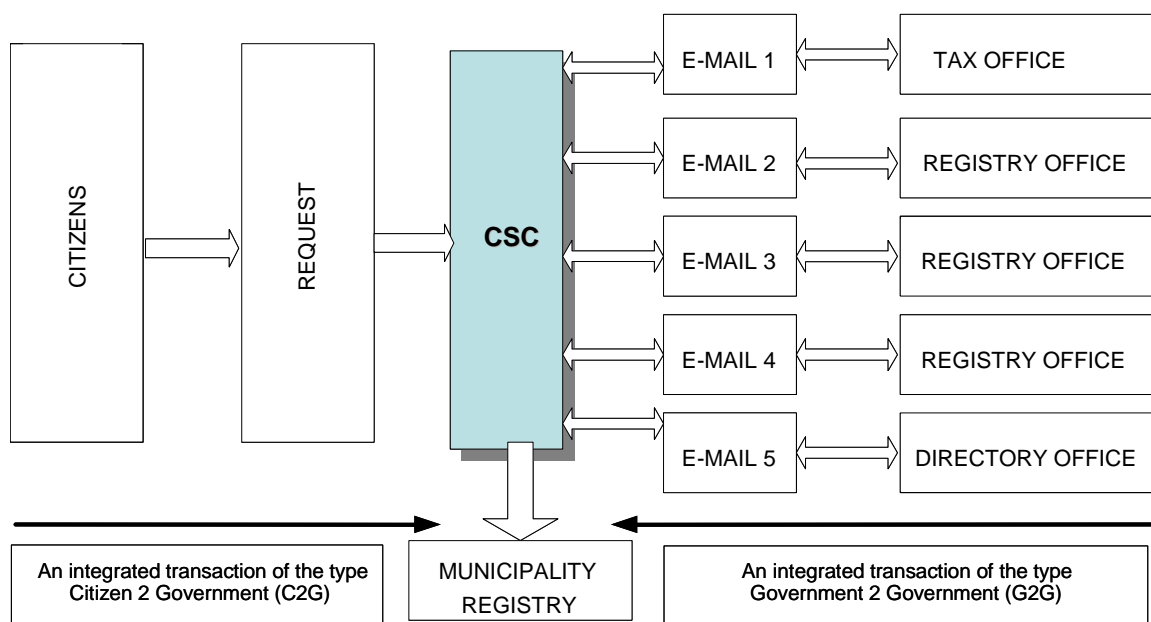 CITIZENS
REQUEST
CSC
E-MAIL 1
TAX OFFICE
E-MAIL 2
REGISTRY OFFICE
E-MAIL 3
REGISTRY OFFICE
E-MAIL 4
REGISTRY OFFICE
E-MAIL 5
DIRECTORY OFFICE
An integrated transaction of the type
Citizen 2 Government (C2G)
MUNICIPALITY
REGISTRY
An integrated transaction of the type
Government 2 Government (G2G)